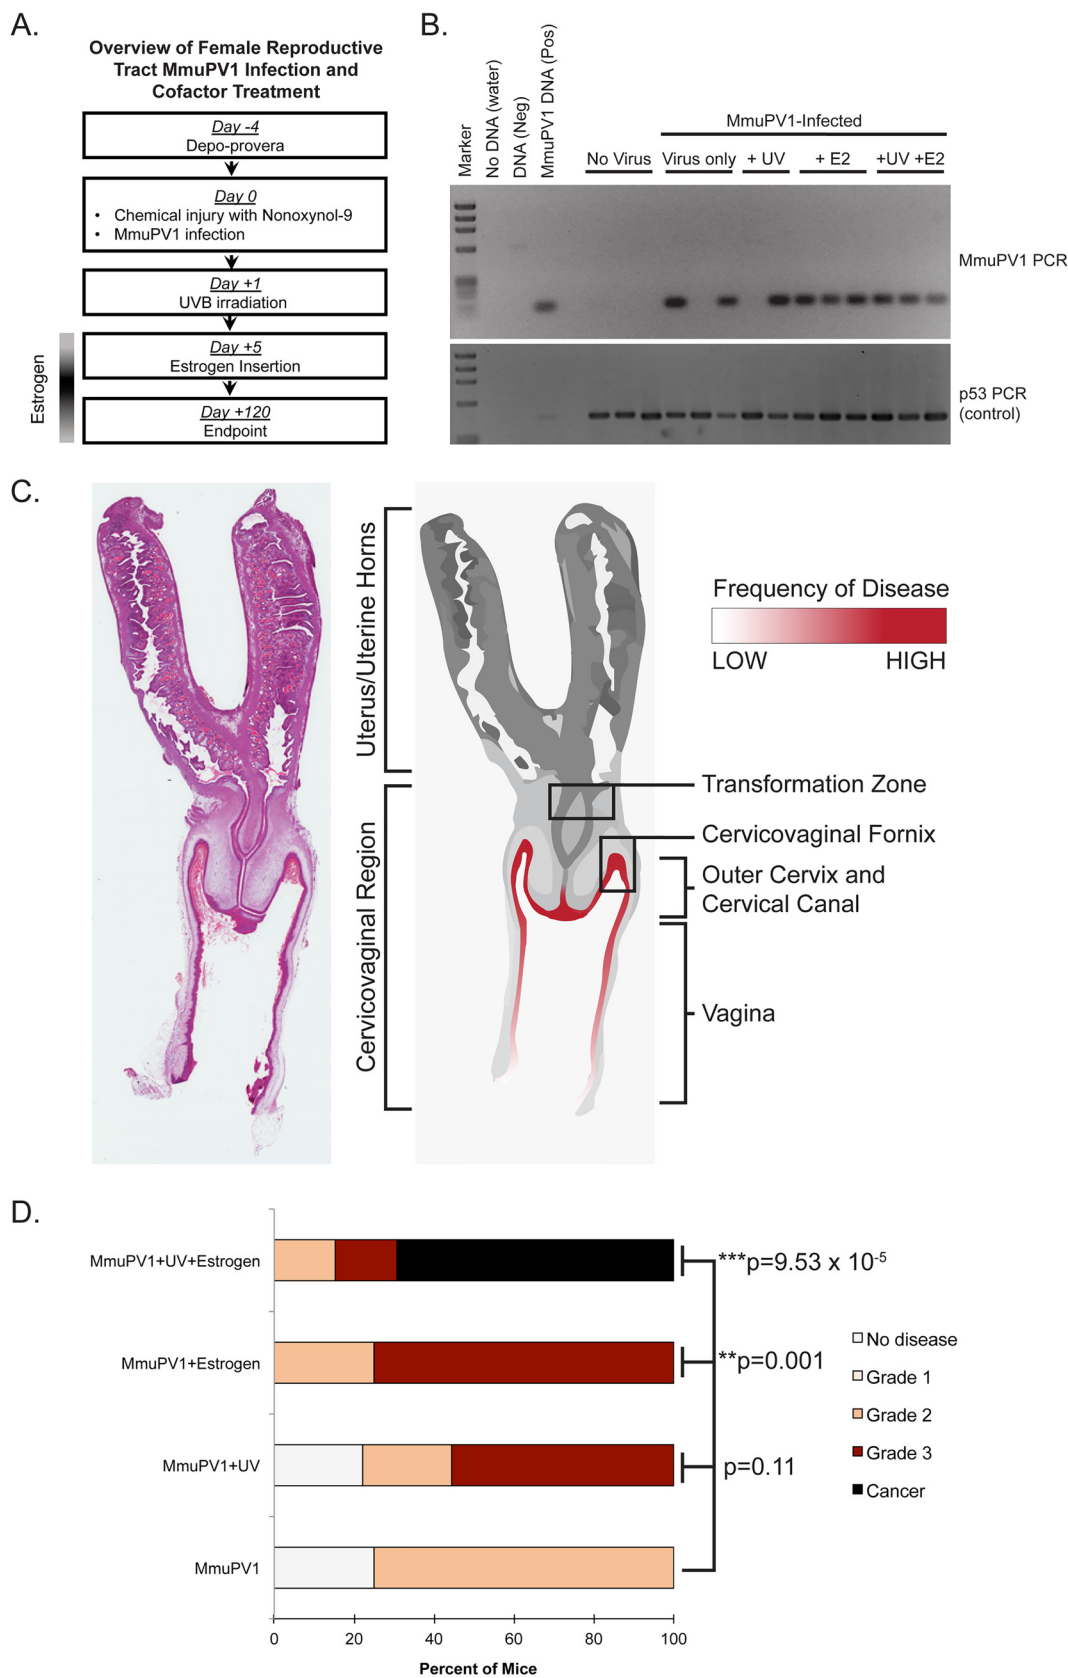 A.
Overview of Female Reproductive
Tract MmuPV1 Infection and
Cofactor Treatment
Day -4
Depo-provera
Day 0
• Chemical injury with Nonoxynol-9
• MmuPV1 infection
Day +1
UVB irradiation
Day +5
Estrogen Insertion
Day +120
Endpoint
Estrogen
B.
Marker
No DNA (water)
DNA (Neg)
MmuPV1 DNA (Pos)
MmuPV1-Infected
No Virus
Virus only
+ UV
+ E2
+UV +E2
MmuPV1 PCR
p53 PCR
(control)
C.
Uterus/Uterine Horns
Cervicovaginal Region
Frequency of Disease
LOW HIGH
Transformation Zone
Cervicovaginal Fornix
Outer Cervix and
Cervical Canal
Vagina
D.
MmuPV1+UV+Estrogen
***p=9.53 x 10-5
MmuPV1+Estrogen
**p=0.001
MmuPV1+UV
p=0.11
MmuPV1
No disease
Grade 1
Grade 2
Grade 3
Cancer
0 20 40 60 80 100
Percent of Mice